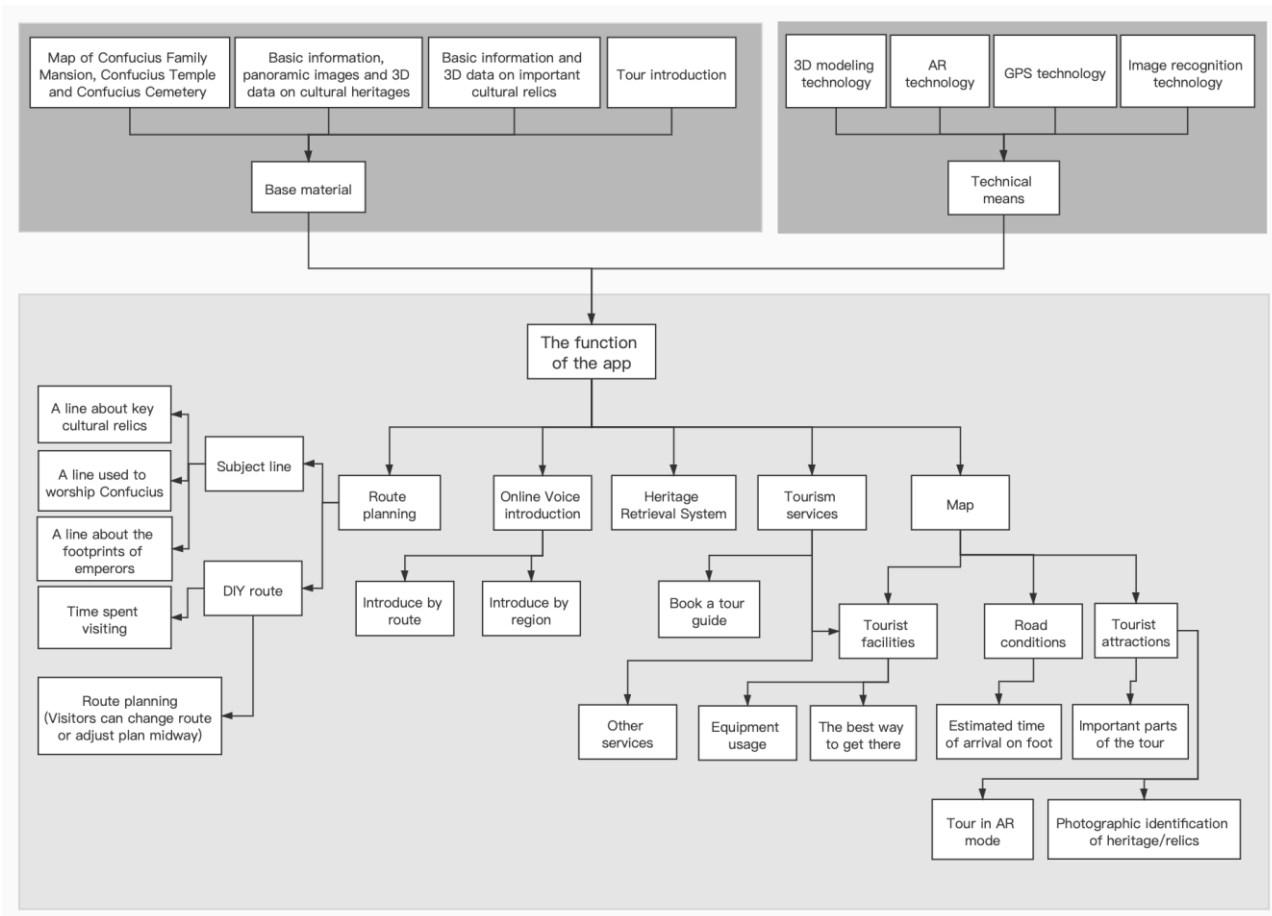 Map of Confucius Family
Mansion, Confucius Temple
and Confucius Cemetery
Basic information,
panoramic images and 3D
data on cultural heritages
Basic information and
3D data on important
cultural relics
Tour introduction
3D modeling
technology
AR
technology
GPS technology
Image recognition
technology
Base material
Technical
means
The function
of the app
A line about key
cultural relics
Subject line
A line used to
worship Confucius
A line about the
footprints of
emperors
Route
planning
Online Voice
introduction
Heritage
Retrieval System
Tourism
services
Map
DIY route
Time spent
visiting
Introduce by
route
Introduce by
region
Book a tour
guide
Tourist
facilities
Road
conditions
Tourist
attractions
Route planning
(Visitors can change route
or adjust plan midway)
Other
services
Equipment
usage
The best way
to get there
Estimated time
of arrival on foot
Important parts
of the tour
Tour in AR
mode
Photographic identification
of heritage/relics